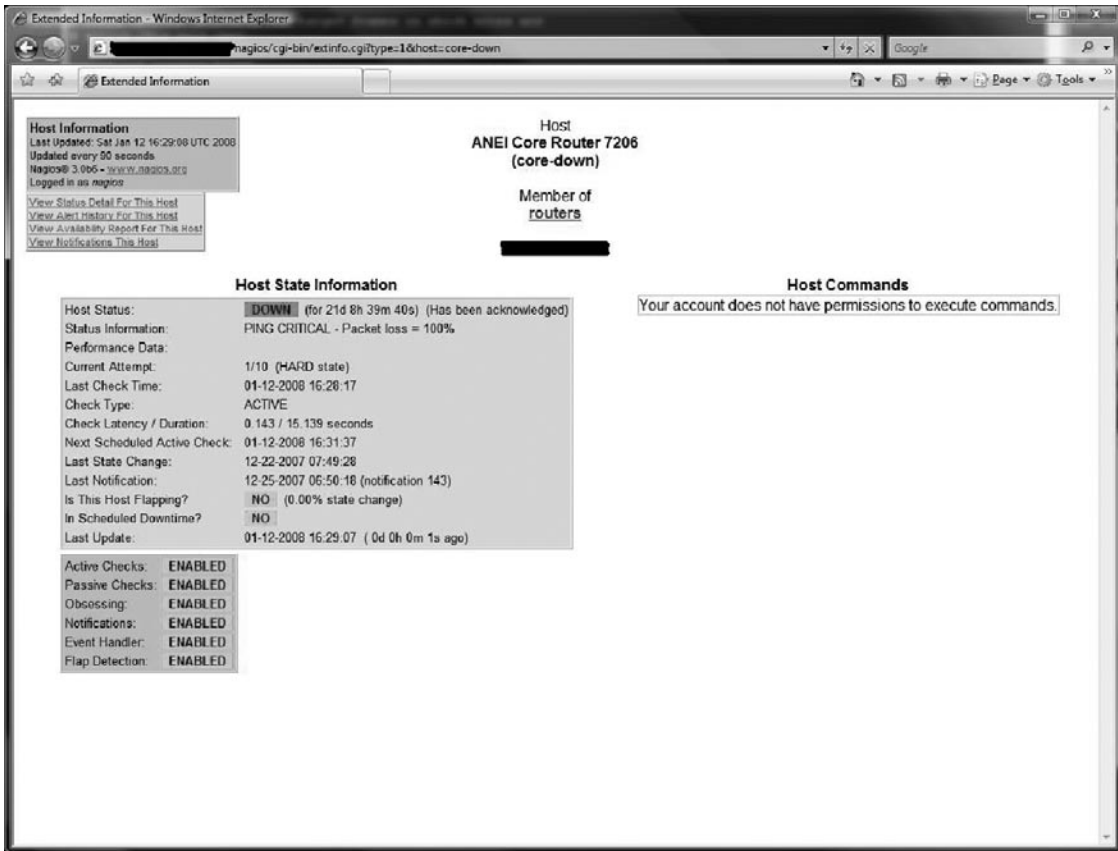 Extended Information - Windows Internet Explorer
nagios/cgi-bin/extinfo.cgi?type=1&host=core-down
Google
Extended Information
Page Tools
Host Information
Last Updated: Sat Jan 12 16:29:08 UTC 2008
Updated every 90 seconds
Nagios® 3.0b6 - www.nagios.org
Logged in as nagios
View Status Detail For This Host
View Alert History For This Host
View Availability Report For This Host
View Notifications This Host
Host
ANEI Core Router 7206
(core-down)
Member of
routers
Host State Information
Host Status: DOWN (for 21d 8h 39m 40s) (Has been acknowledged)
Status Information: PING CRITICAL - Packet loss = 100%
Performance Data:
Current Attempt: 1/10 (HARD state)
Last Check Time: 01-12-2008 16:28:17
Check Type: ACTIVE
Check Latency / Duration: 0.143 / 15.139 seconds
Next Scheduled Active Check: 01-12-2008 16:31:37
Last State Change: 12-22-2007 07:49:28
Last Notification: 12-25-2007 06:50:18 (notification 143)
Is This Host Flapping? NO (0.00% state change)
In Scheduled Downtime? NO
Last Update: 01-12-2008 16:29:07 ( 0d 0h 0m 1s ago)
Active Checks: ENABLED
Passive Checks: ENABLED
Obsessing: ENABLED
Notifications: ENABLED
Event Handler: ENABLED
Flap Detection: ENABLED
Host Commands
Your account does not have permissions to execute commands.